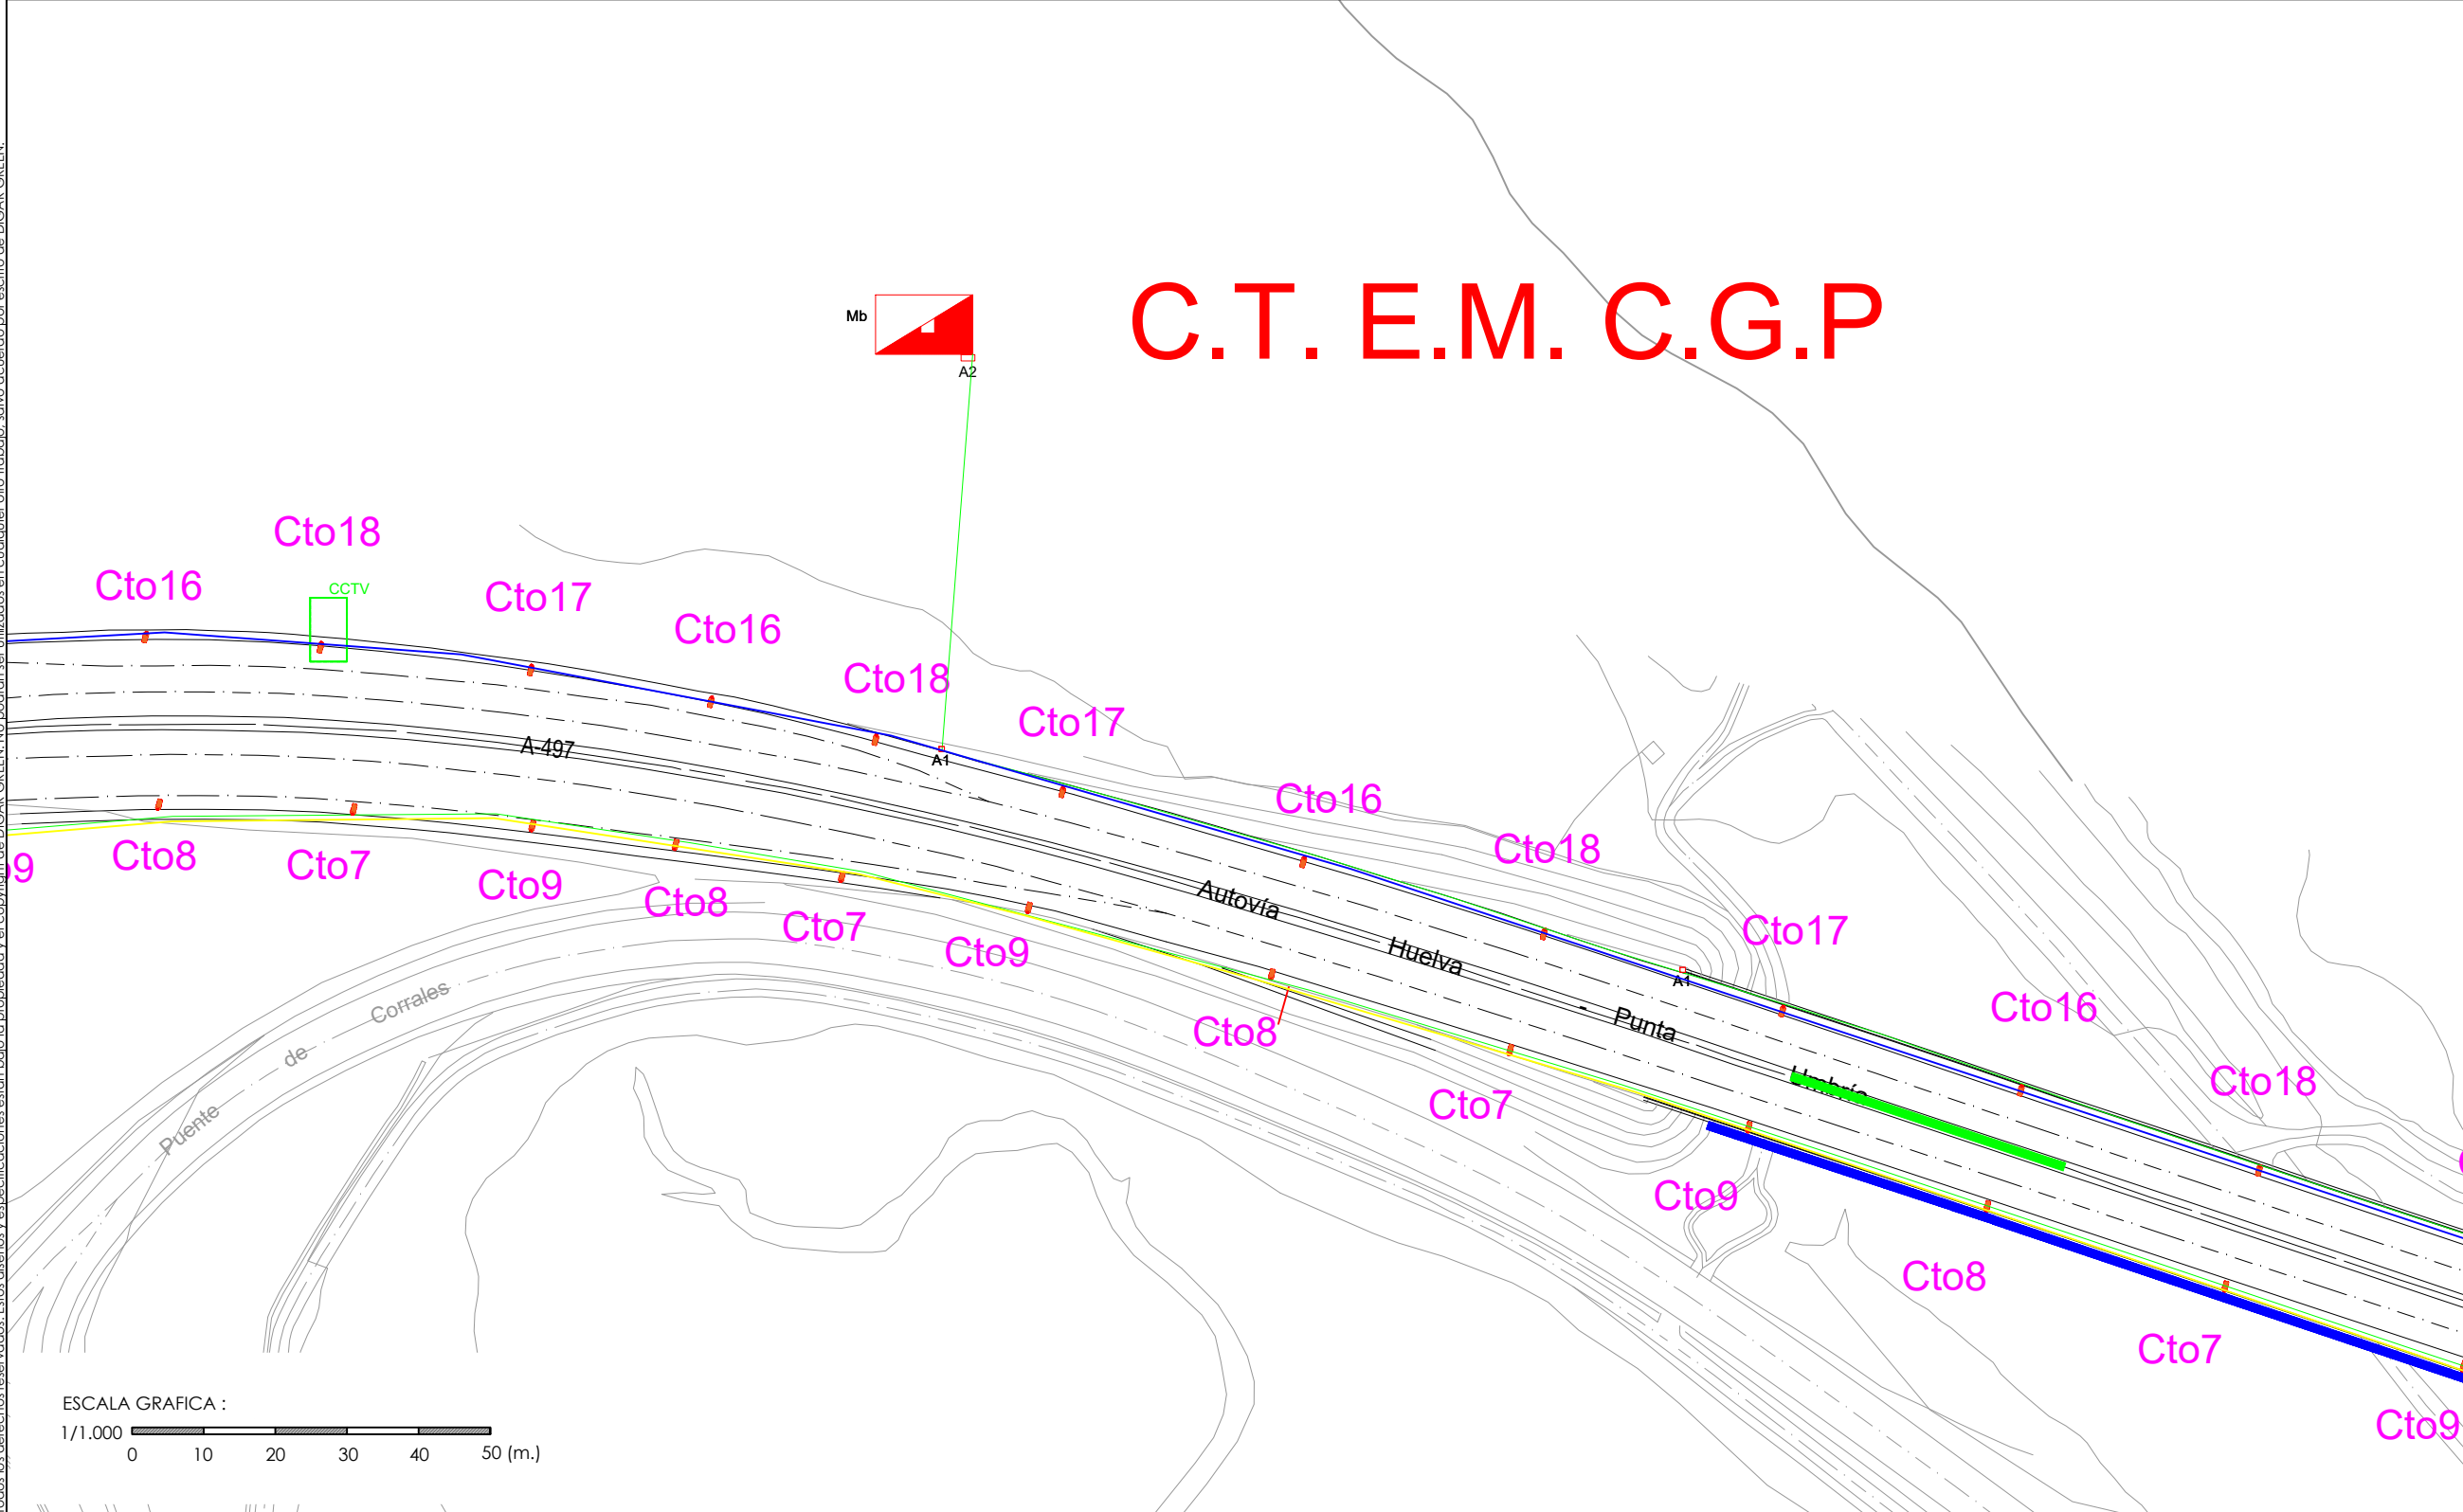 C.T. E.M. C.G.P
Mb
A2
Cto18
CCTV
Cto16
Cto17
Cto16
Cto18
Cto17
A-497
A1
Cto16
Cto18
Cto17
Cto16
Cto18
Cto8
Cto7
Cto9
Cto8
Cto7
Cto9
Cto8
Cto7
Cto9
Cto8
Cto7
Cto9
Autovía Huelva - Punta Umbría
A1
Puente de Corrales
ESCALA GRAFICA :
1/1.000
0 10 20 30 40 50 (m.)